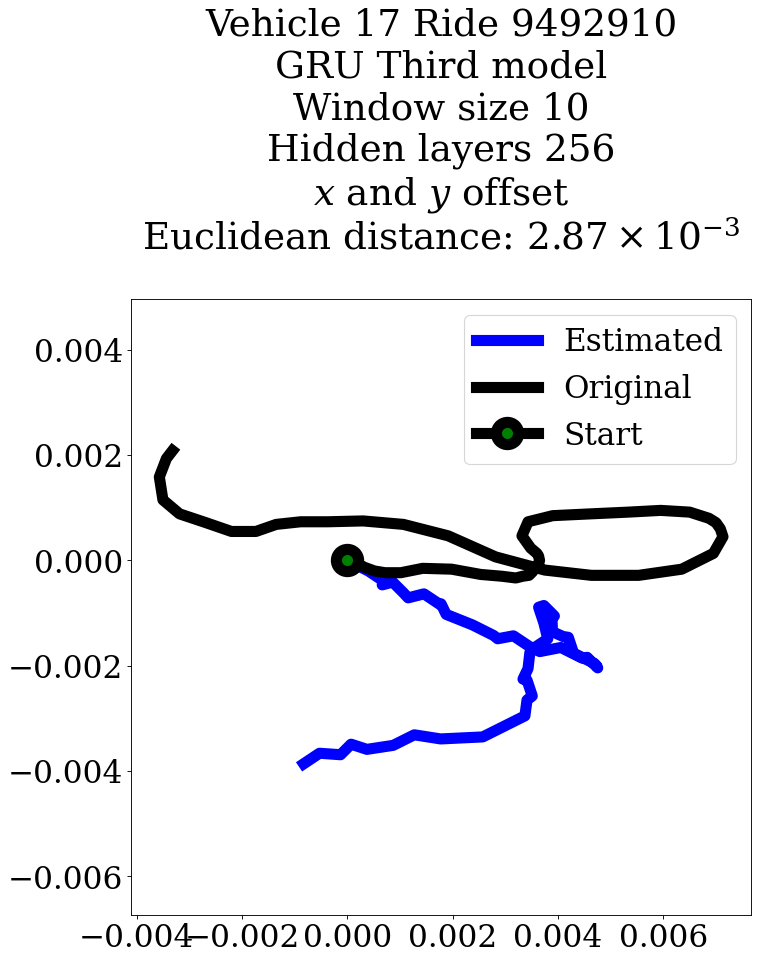 Vehicle 17 Ride 9492910
GRU Third model
Window size 10
Hidden layers 256
x and y offset
Euclidean distance: 2.87 × 10⁻³
Estimated
Original
Start
0.004
0.002
0.000
−0.002
−0.004
−0.006
−0.004 −0.002 0.000 0.002 0.004 0.006